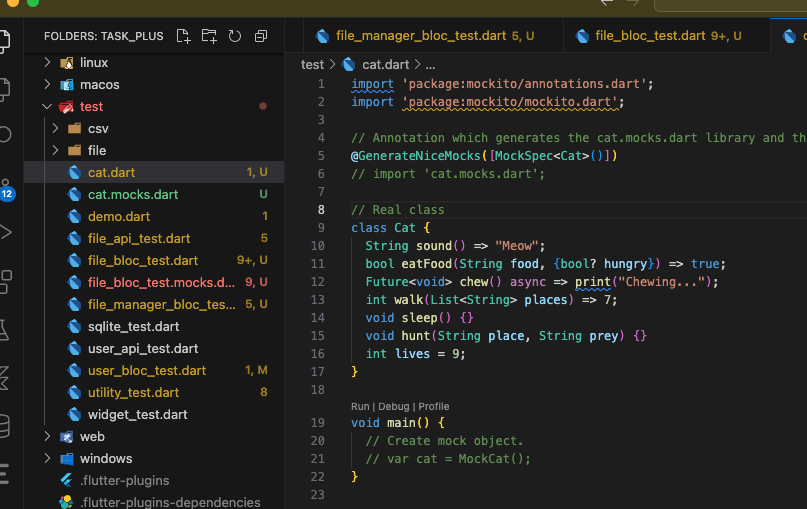 FOLDERS: TASK_PLUS
linux
macos
test
csv
file
cat.dart 1, U
cat.mocks.dart U
demo.dart 1
file_api_test.dart 5
file_bloc_test.dart 9+, U
file_bloc_test.mocks.d... 9, U
file_manager_bloc_tes... 5, U
sqlite_test.dart
user_api_test.dart
user_bloc_test.dart 1, M
utility_test.dart 8
widget_test.dart
web
windows
.flutter-plugins
.flutter-plugins-dependencies
12
file_manager_bloc_test.dart 5, U
file_bloc_test.dart 9+, U
test > cat.dart > ...
1 import 'package:mockito/annotations.dart';
2 import 'package:mockito/mockito.dart';
3
4 // Annotation which generates the cat.mocks.dart library and th
5 @GenerateNiceMocks([MockSpec<Cat>()])
6 // import 'cat.mocks.dart';
7
8 // Real class
9 class Cat {
10 String sound() => "Meow";
11 bool eatFood(String food, {bool? hungry}) => true;
12 Future<void> chew() async => print("Chewing...");
13 int walk(List<String> places) => 7;
14 void sleep() {}
15 void hunt(String place, String prey) {}
16 int lives = 9;
17 }
18
Run | Debug | Profile
19 void main() {
20 // Create mock object.
21 // var cat = MockCat();
22 }
23